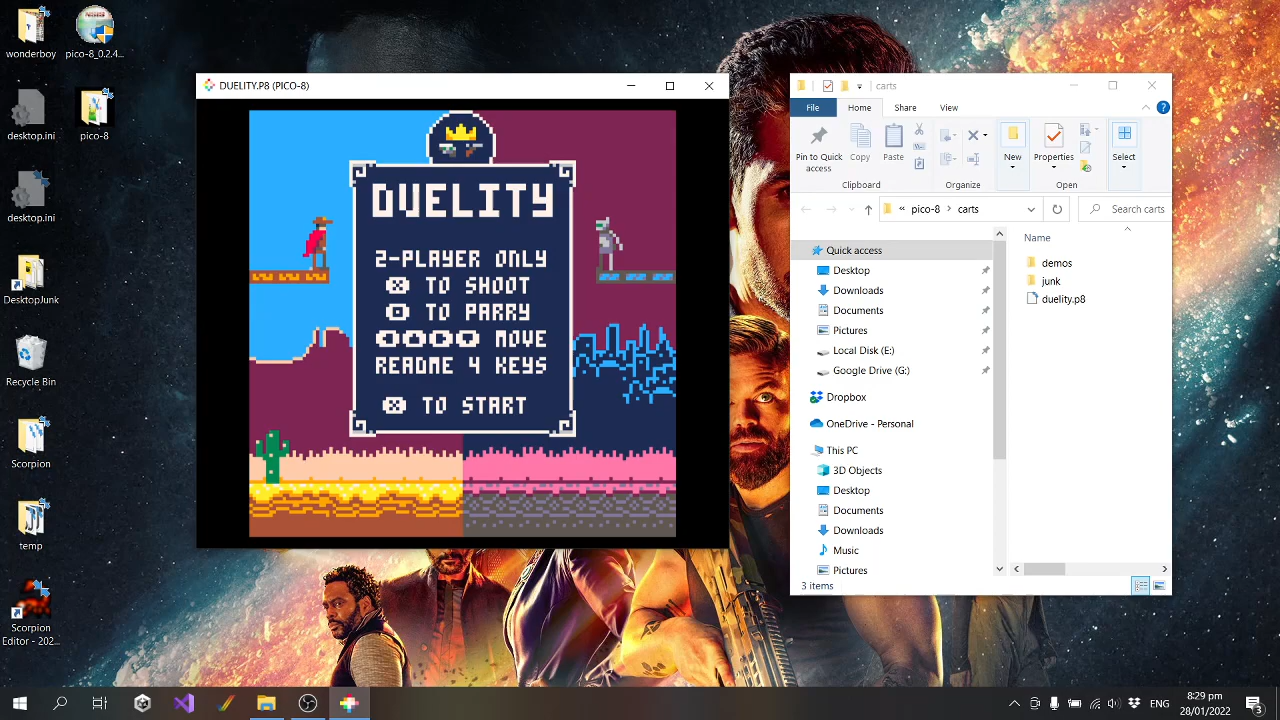 wonderboy
pico-8_0.2.4...
desktop.ini
pico-8
desktop.ini
DesktopJunk
Recycle Bin
Scorpion
temp
Scorpion
Editor - 202...
DUELITY.P8 (PICO-8)
DUELITY
2-PLAYER ONLY
TO SHOOT
TO PARRY
MOVE
README 4 KEYS
TO START
carts
File
Home
Share
View
Pin to Quick
access
Copy
Paste
New
Properties
Select
Clipboard
Organize
Open
« pico-8 > carts
Search carts
Quick access
Desktop
Downloads
Documents
Pictures
Local Disk (E:)
Google Drive (G:)
Dropbox
OneDrive - Personal
This PC
3D Objects
Desktop
Documents
Downloads
Music
Pictures
Name
demos
junk
duelity.p8
3 items
ENG
8:29 pm
28/01/2022
3